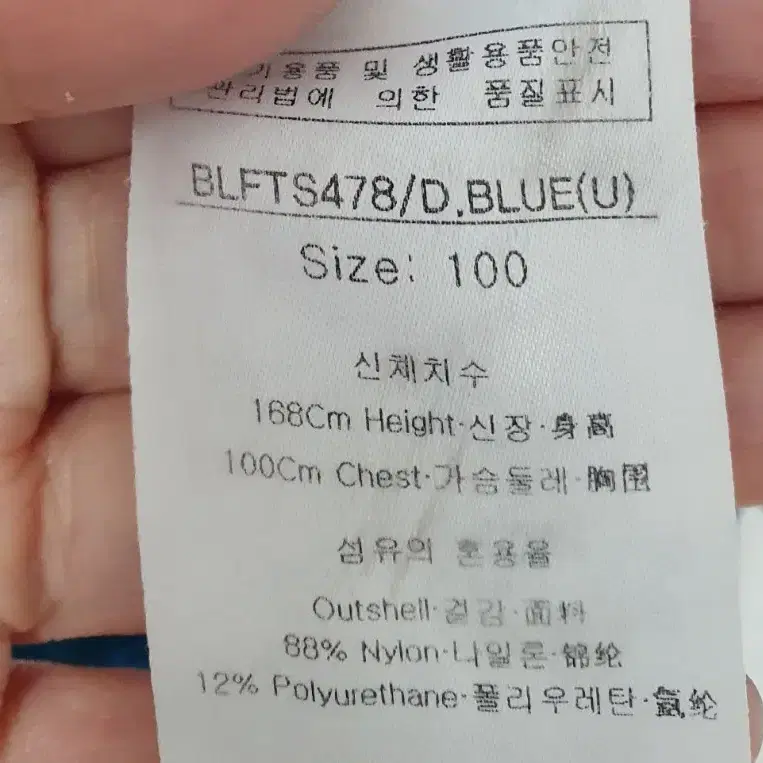 용품 및 생활용품안전
관리법에 의한 품질표시
BLFTS478/D.BLUE(U)
Size: 100
신체치수
168Cm Height·신장·身高
100Cm Chest·가슴둘레·胸围
섬유의 혼용율
Outshell·겉감·面料
88% Nylon·나일론·锦纶
12% Polyurethane·폴리우레탄·氨纶